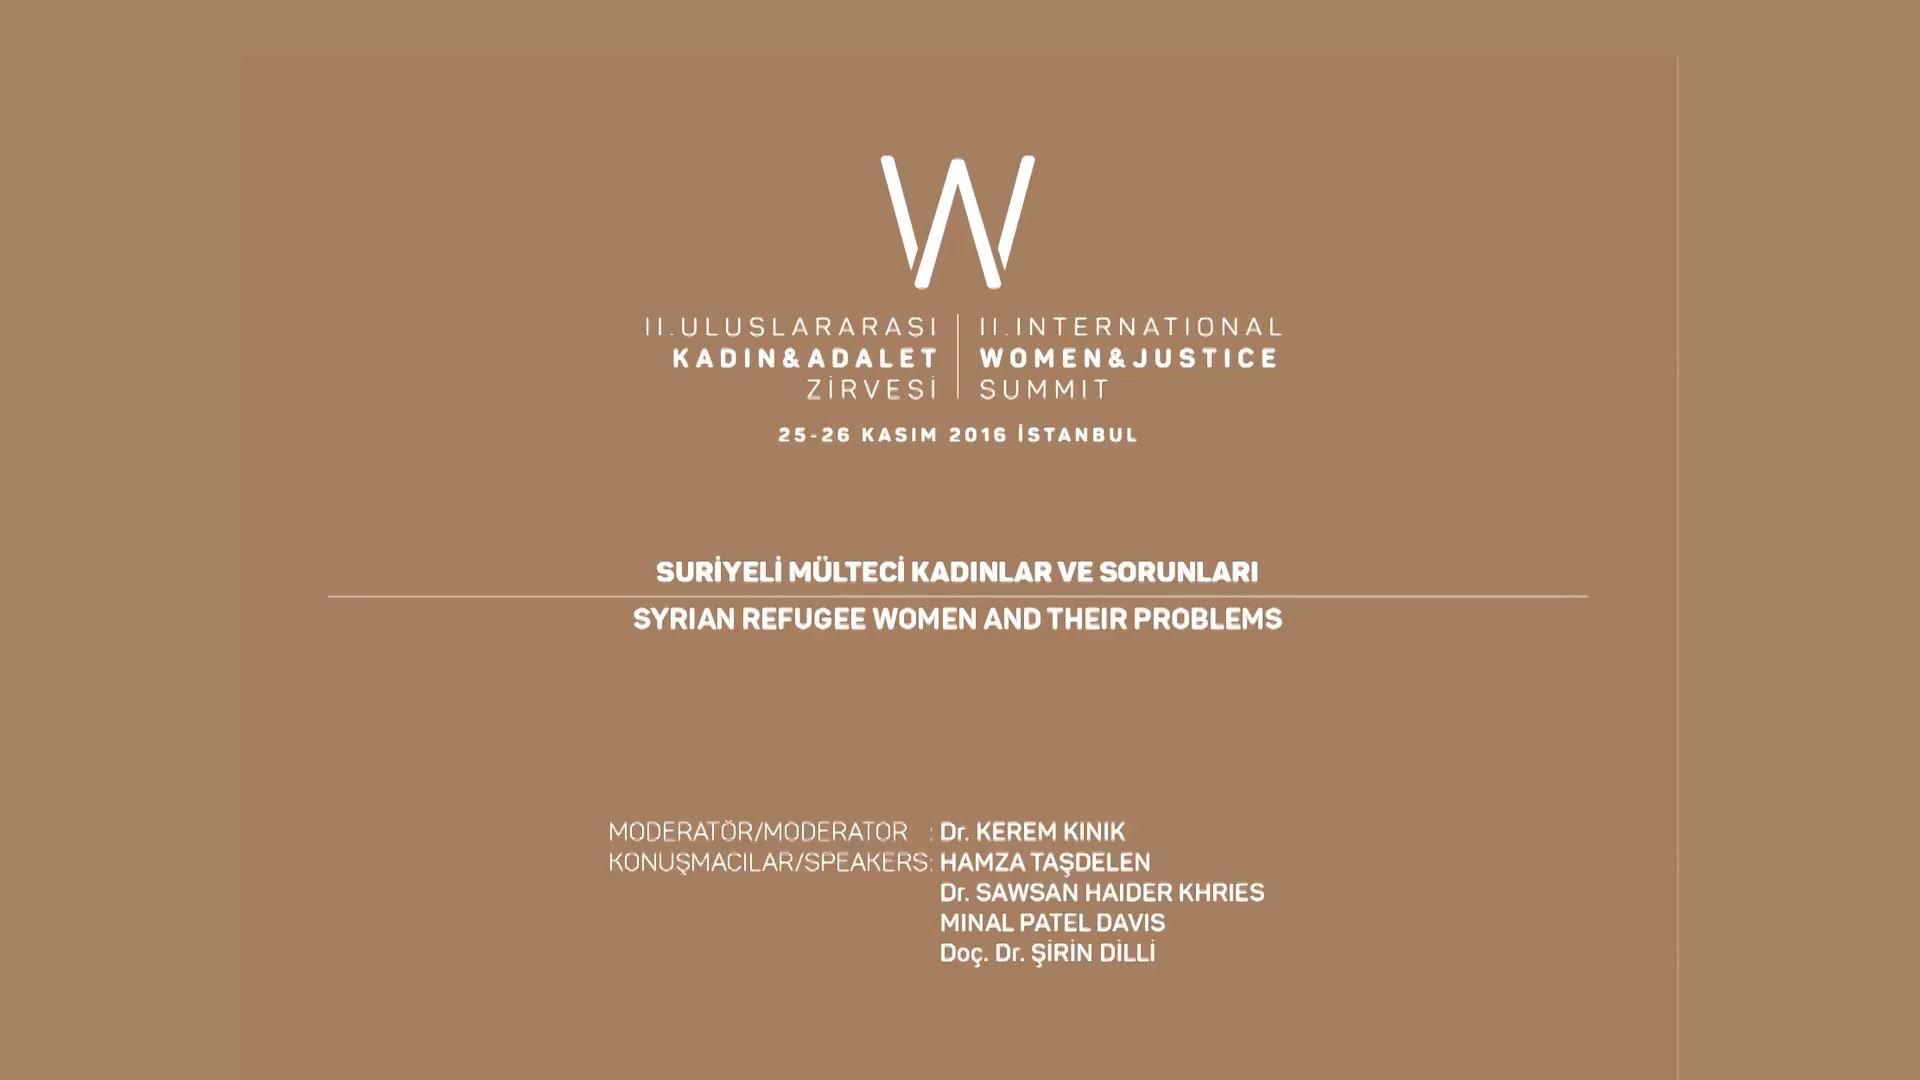 W
II.ULUSLARARASI
KADIN&ADALET
ZİRVESİ
II.INTERNATIONAL
WOMEN&JUSTICE
SUMMIT
25-26 KASIM 2016 İSTANBUL
SURİYELİ MÜLTECİ KADINLAR VE SORUNLARI
SYRIAN REFUGEE WOMEN AND THEIR PROBLEMS
MODERATÖR/MODERATOR : Dr. KEREM KINIK
KONUŞMACILAR/SPEAKERS: HAMZA TAŞDELEN
Dr. SAWSAN HAIDER KHRIES
MINAL PATEL DAVIS
Doç. Dr. ŞİRİN DİLLİ